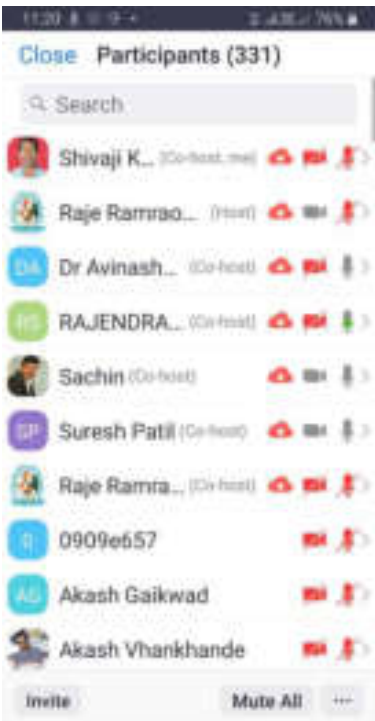 11:20
76%
Close Participants (331)
Search
Shivaji K... (Co-host, me)
Raje Ramrao... (Host)
DA Dr Avinash... (Co-host)
RS RAJENDRA... (Co-host)
Sachin (Co-host)
SP Suresh Patil (Co-host)
Raje Ramra... (Co-host)
0909e657
AG Akash Gaikwad
Akash Vhankhande
Invite Mute All ...